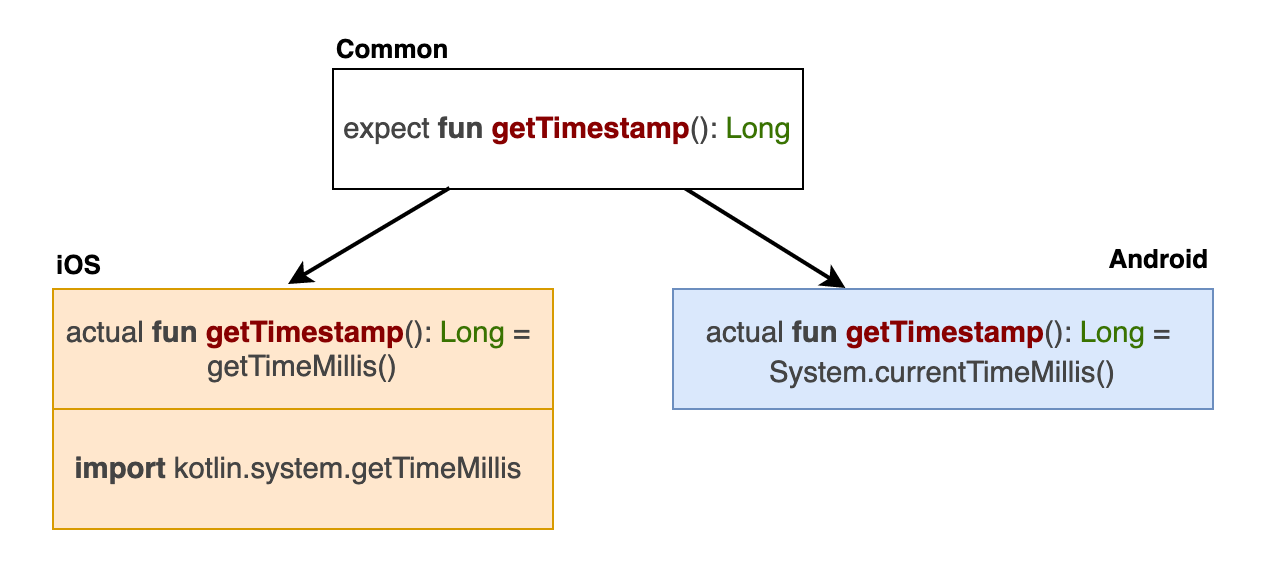 Common
expect fun getTimestamp(): Long
iOS
actual fun getTimestamp(): Long =
getTimeMillis()
import kotlin.system.getTimeMillis
Android
actual fun getTimestamp(): Long =
System.currentTimeMillis()